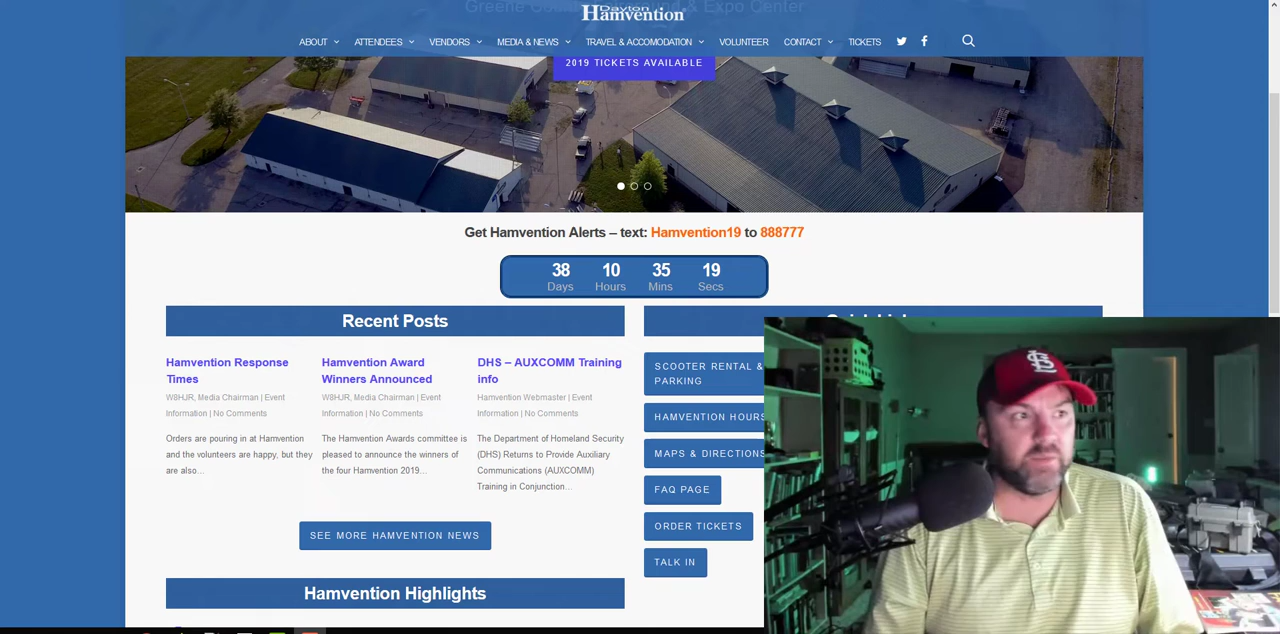 Greene County Fairground & Expo Center
Dayton
Hamvention
ABOUT ATTENDEES VENDORS MEDIA & NEWS TRAVEL & ACCOMODATION VOLUNTEER CONTACT TICKETS
2019 TICKETS AVAILABLE
Get Hamvention Alerts – text: Hamvention19 to 888777
38 10 35 19
Days Hours Mins Secs
Recent Posts
Hamvention Response
Times
W8HJR, Media Chairman | Event
Information | No Comments
Orders are pouring in at Hamvention
and the volunteers are happy, but they
are also…
Hamvention Award
Winners Announced
W8HJR, Media Chairman | Event
Information | No Comments
The Hamvention Awards committee is
pleased to announce the winners of
the four Hamvention 2019…
DHS – AUXCOMM Training
info
Hamvention Webmaster | Event
Information | No Comments
The Department of Homeland Security
(DHS) Returns to Provide Auxiliary
Communications (AUXCOMM)
Training in Conjunction…
SEE MORE HAMVENTION NEWS
Hamvention Highlights
SCOOTER RENTAL &
PARKING
HAMVENTION HOURS
MAPS & DIRECTIONS
FAQ PAGE
ORDER TICKETS
TALK IN